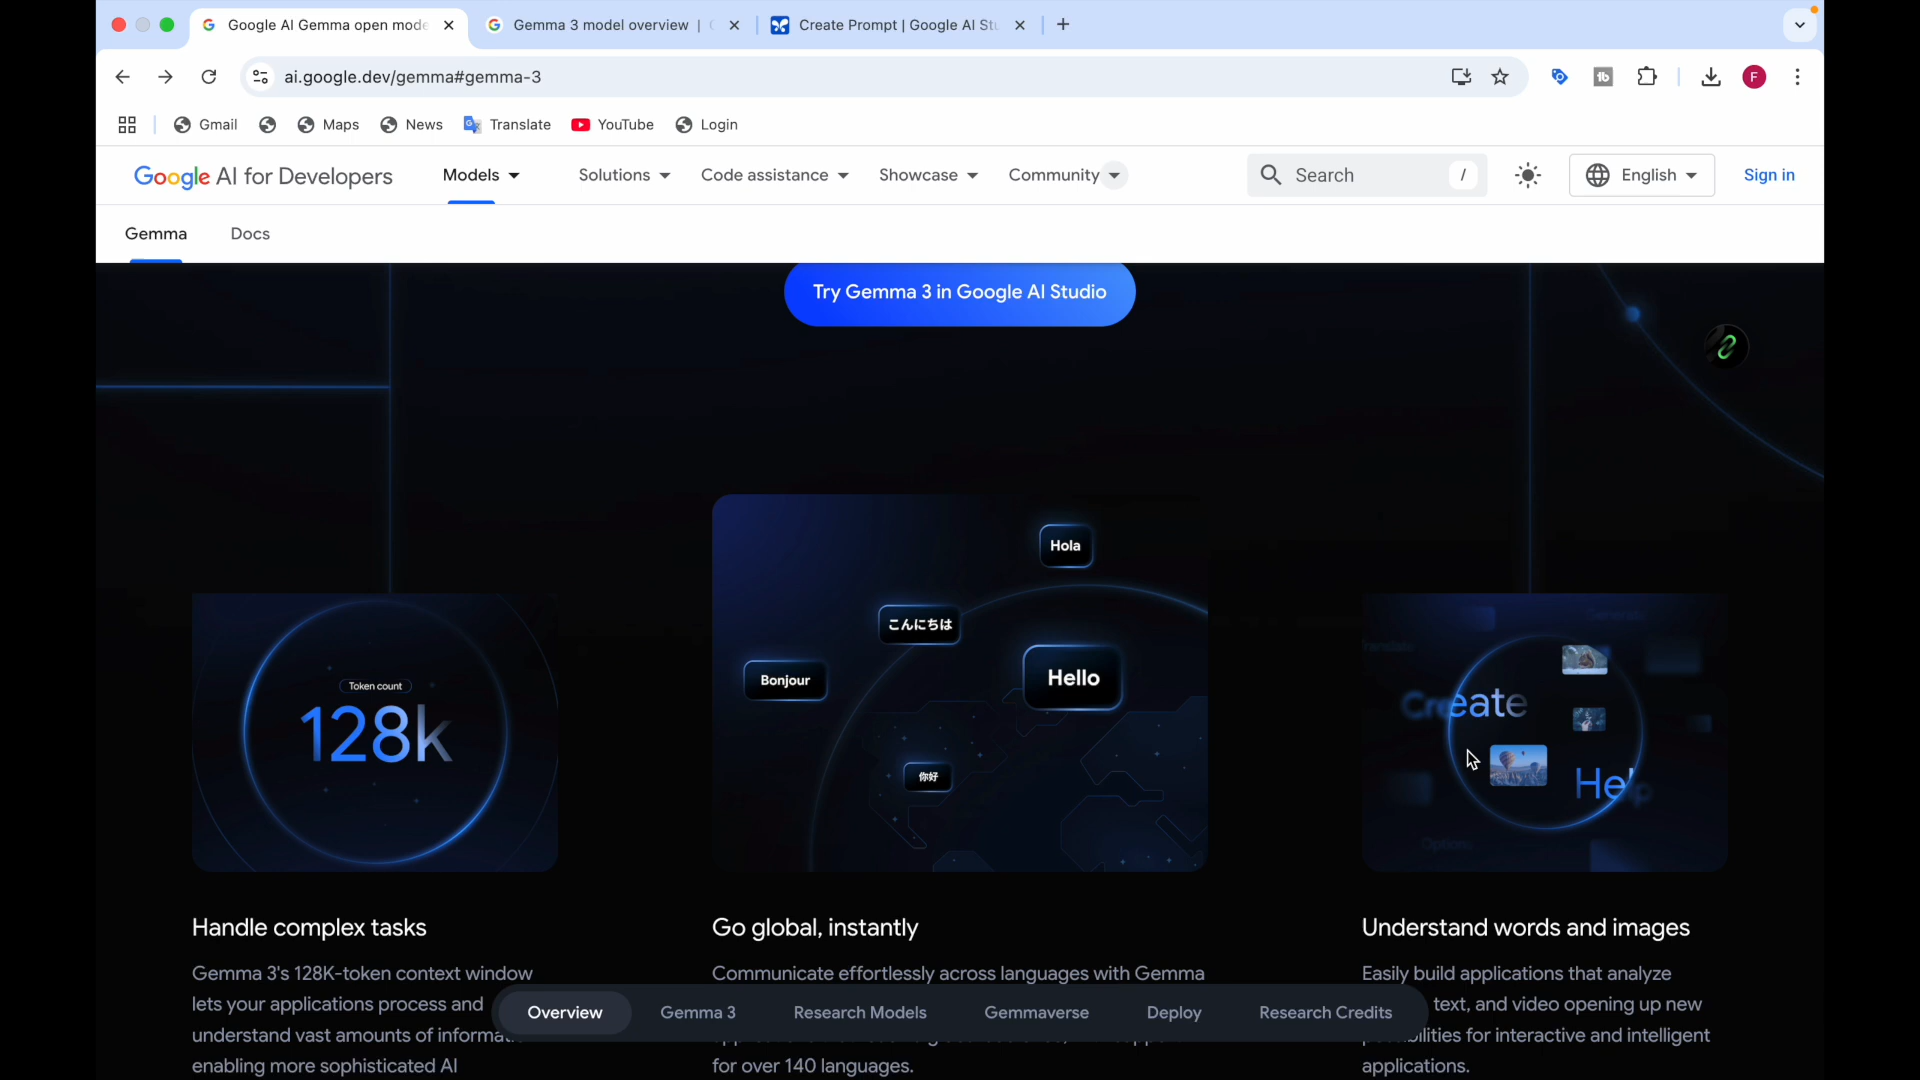 Google AI Gemma open mode
Gemma 3 model overview |
Create Prompt | Google AI Stu
ai.google.dev/gemma#gemma-3
F
Gmail
Maps
News
Translate
YouTube
Login
Google AI for Developers
Models
Solutions
Code assistance
Showcase
Community
Search
/
English
Sign in
Gemma
Docs
Try Gemma 3 in Google AI Studio
Hola
こんにちは
Bonjour
Hello
你好
Token count
128k
Create
Help
Handle complex tasks
Gemma 3's 128K-token context window
lets your applications process and
understand vast amounts of informat
enabling more sophisticated AI
Go global, instantly
Communicate effortlessly across languages with Gemma
for over 140 languages.
Understand words and images
Easily build applications that analyze
text, and video opening up new
bilities for interactive and intelligent
applications.
Overview
Gemma 3
Research Models
Gemmaverse
Deploy
Research Credits